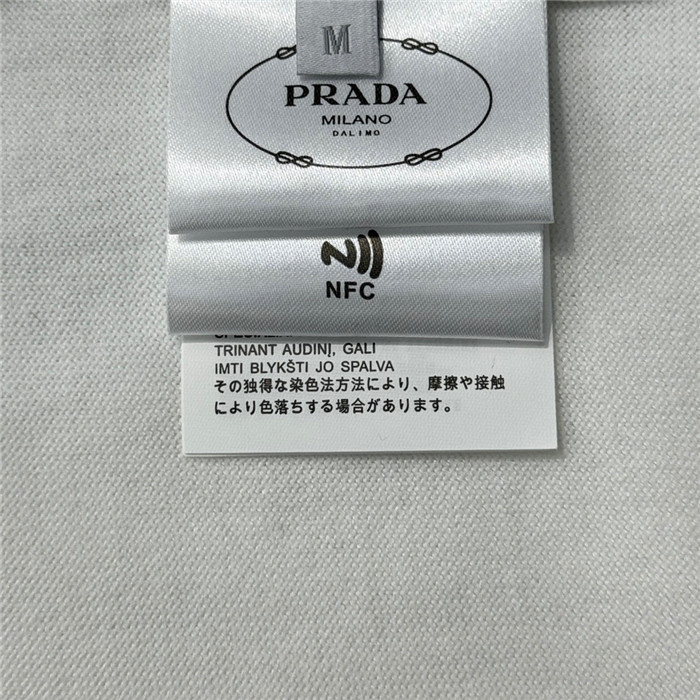 M
PRADA
MILANO
DALIMO
NFC
TRINANT AUDINĮ, GALI
IMTI BLYKŠTI JO SPALVA
その独得な染色法方法により、摩擦や接触
により色落ちする場合があります。